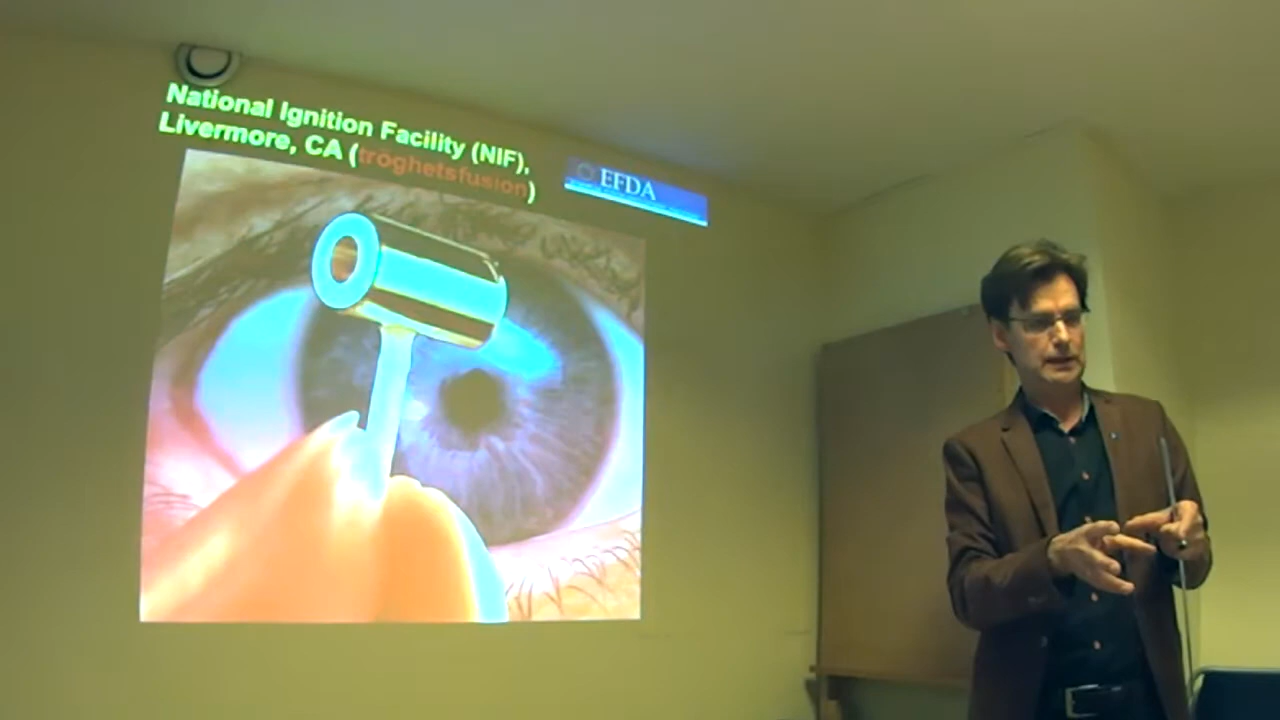 National Ignition Facility (NIF),
Livermore, CA (tröghetsfusion)
EFDA